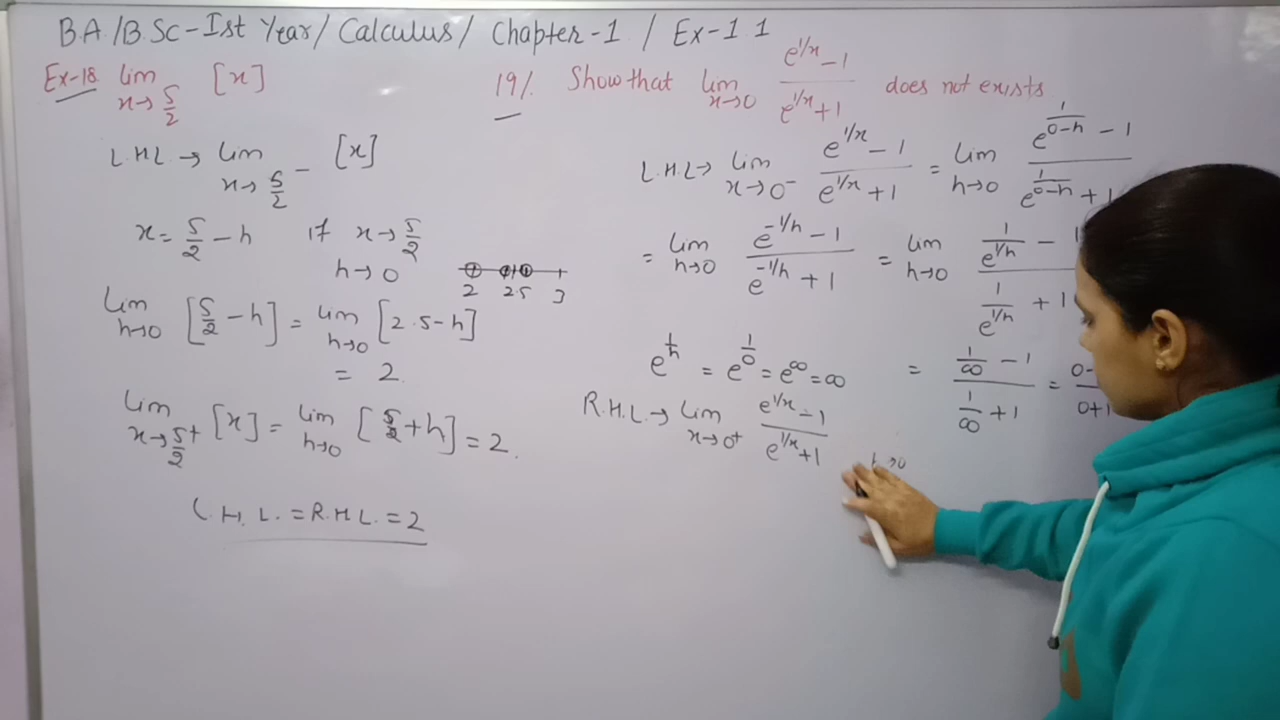 B.A./B.Sc-Ist Year/ Calculus/ Chapter-1 / Ex-1.1
Ex-18 lim x→5/2 [x]
L.H.L→ lim x→5/2 - [x]
x = 5/2 -h if x→5/2
h→0
2 2.5 3
lim h→0 [5/2 -h] = lim h→0 [2.5-h]
= 2
lim x→5/2+ [x] = lim h→0 [5/2 +h] = 2.
L.H.L. = R.H.L. = 2
19/. Show that lim x→0 (e^1/x -1)/(e^1/x +1) does not exists
L.H.L→ lim x→0- (e^1/x -1)/(e^1/x +1) = lim h→0 (e^1/(0-h) -1)/(e^1/(0-h) +1
= lim h→0 (e^-1/h -1)/(e^-1/h +1) = lim h→0 (1/e^1/h - 1)/(1/e^1/h + 1
e^1/h = e^1/0 = e^∞ = ∞ = (1/∞ -1)/(1/∞ +1) = 0-/0+1
R.H.L→ lim x→0+ (e^1/x -1)/(e^1/x +1)
→0